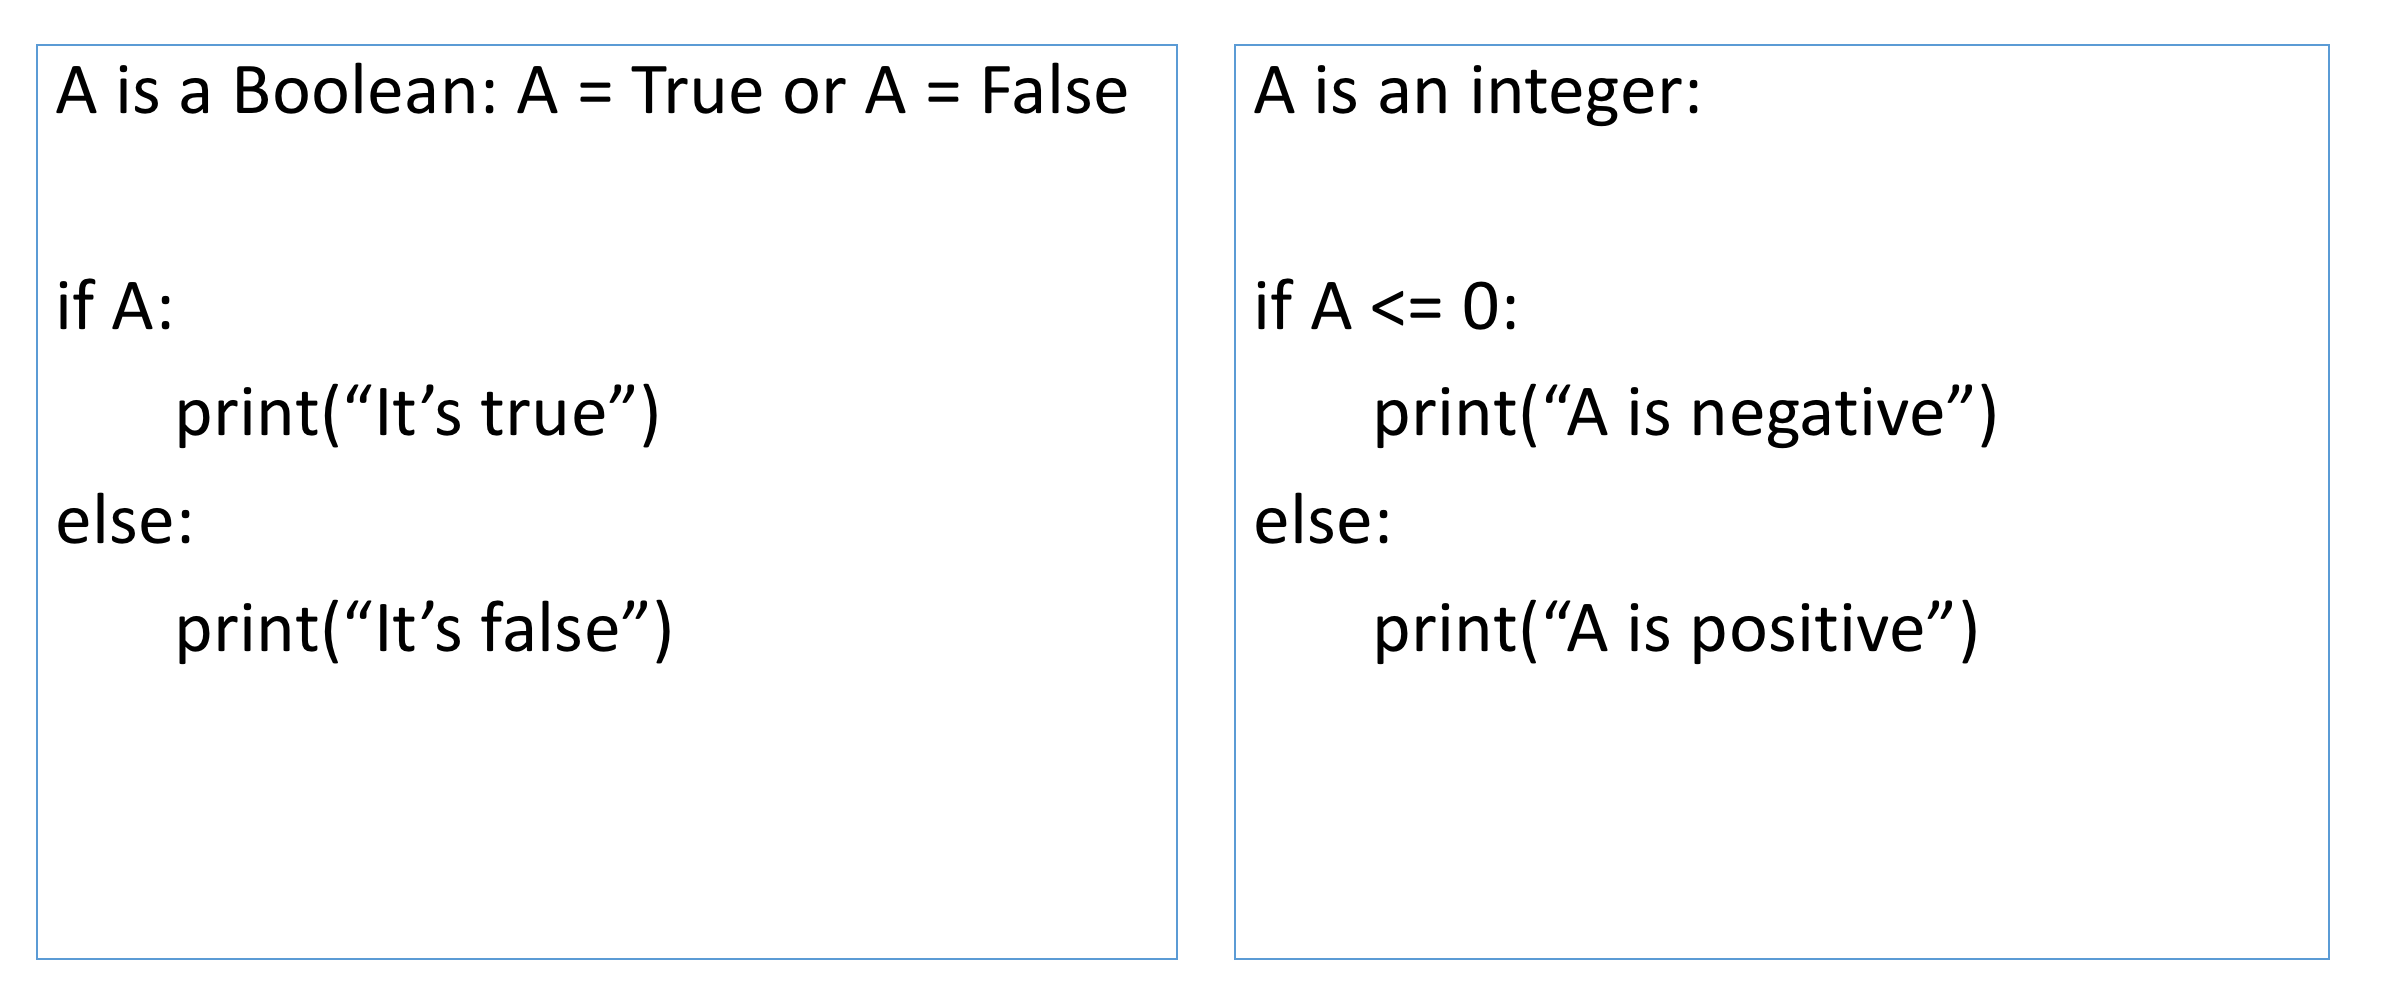 A is a Boolean: A = True or A = False
if A:
print(“It’s true”)
else:
print(“It’s false”)
A is an integer:
if A <= 0:
print(“A is negative”)
else:
print(“A is positive”)